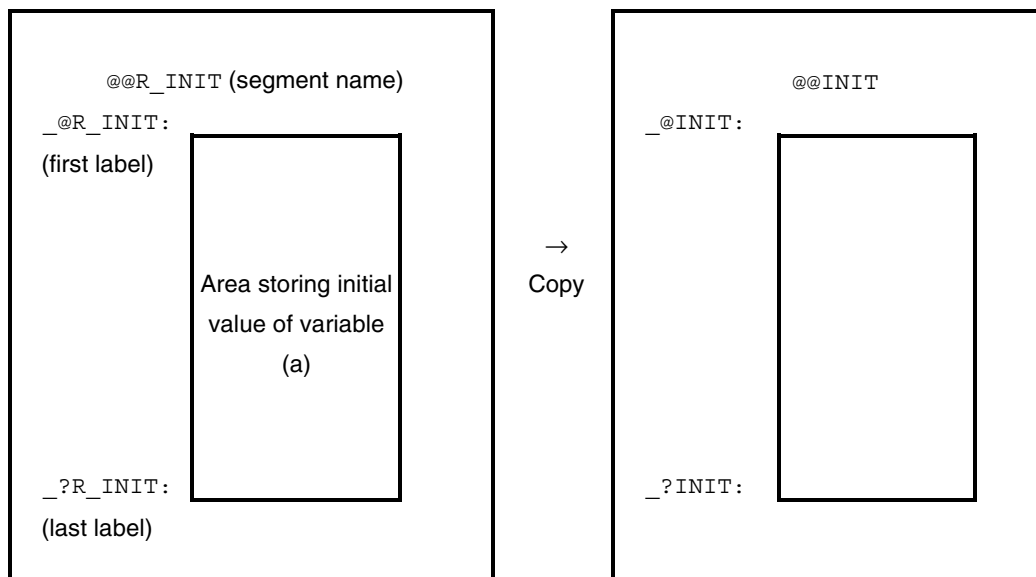 @@R_INIT (segment name)
_@R_INIT:
(first label)
Area storing initial
value of variable
(a)
_?R_INIT:
(last label)
→
Copy
@@INIT
_@INIT:
_?INIT: